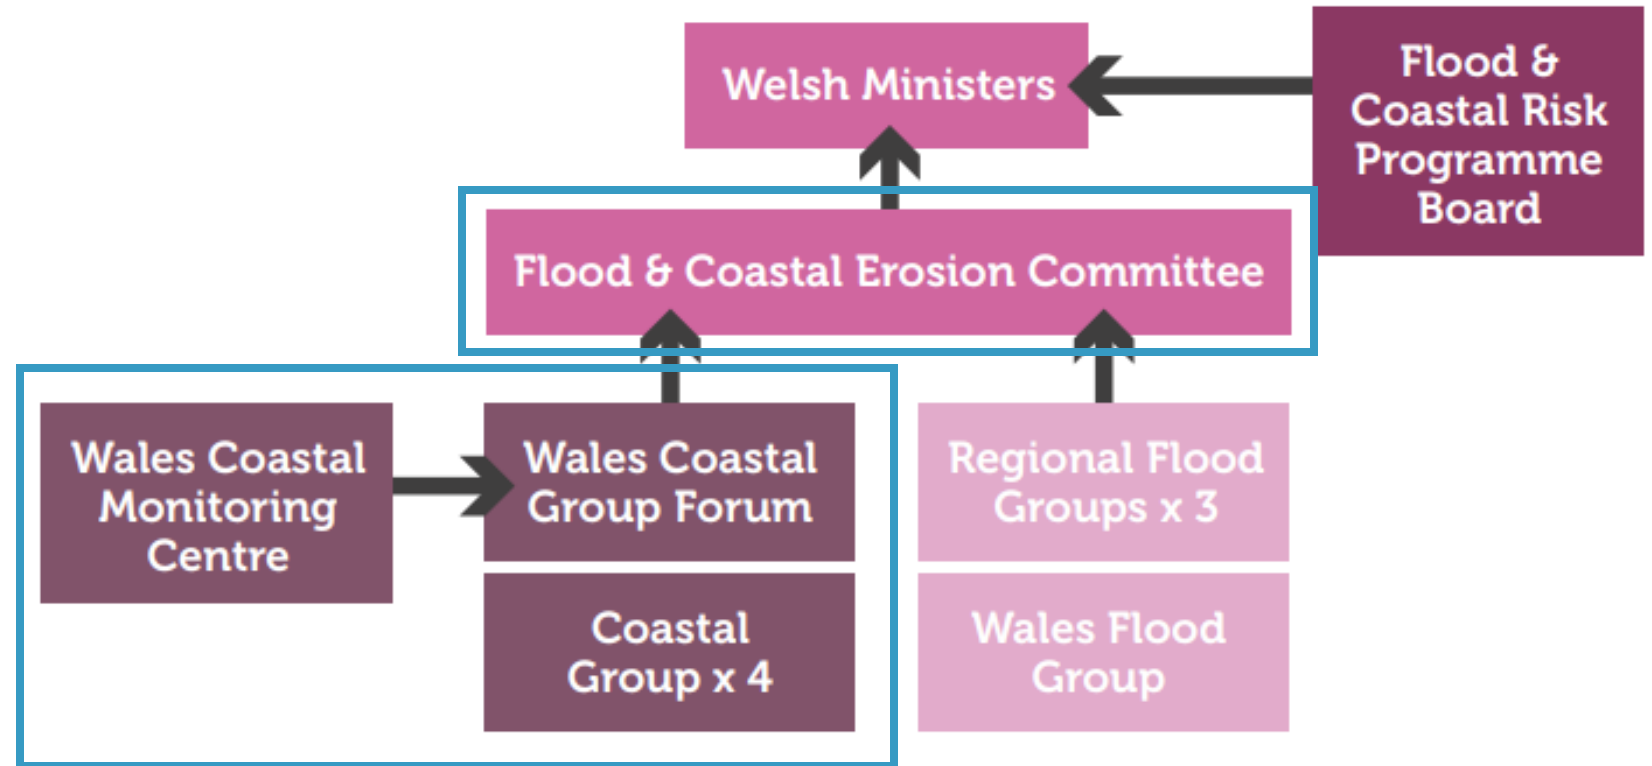 Welsh Ministers
Flood &
Coastal Risk
Programme
Board
Flood & Coastal Erosion Committee
Wales Coastal
Monitoring
Centre
Wales Coastal
Group Forum
Regional Flood
Groups x 3
Coastal
Group x 4
Wales Flood
Group